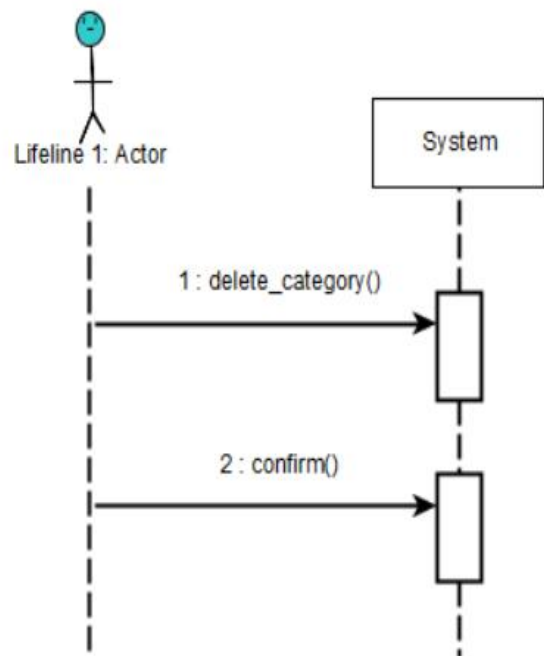 Lifeline 1: Actor
System
1 : delete_category()
2 : confirm()